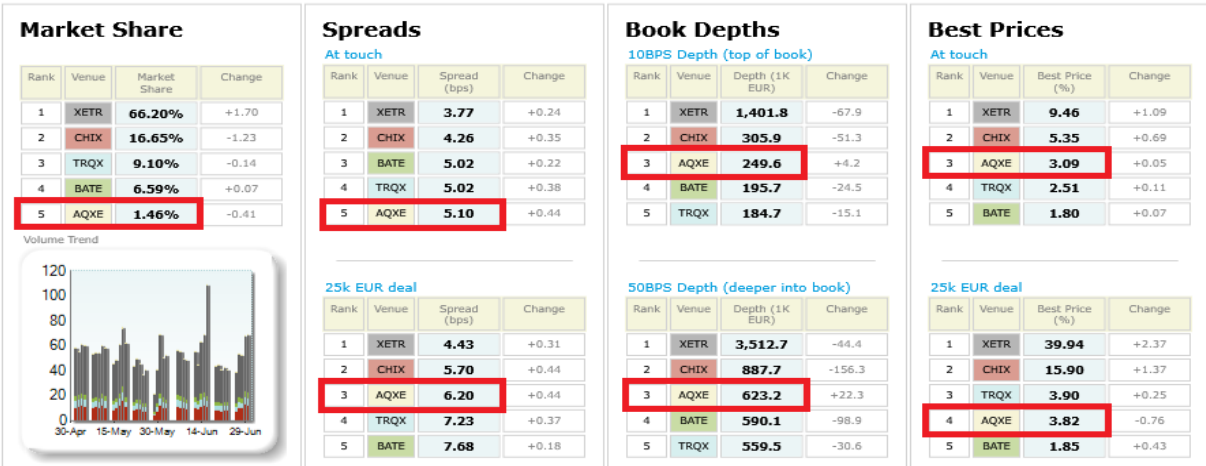 Market Share
Rank Venue Market Share Change
1 XETR 66.20% +1.70
2 CHIX 16.65% -1.23
3 TRQX 9.10% -0.14
4 BATE 6.59% +0.07
5 AQXE 1.46% -0.41
Volume Trend
120
100
80
60
40
20
0
30-Apr 15-May 30-May 14-Jun 29-Jun
Spreads
At touch
Rank Venue Spread (bps) Change
1 XETR 3.77 +0.24
2 CHIX 4.26 +0.35
3 BATE 5.02 +0.22
4 TRQX 5.02 +0.38
5 AQXE 5.10 +0.44
25k EUR deal
Rank Venue Spread (bps) Change
1 XETR 4.43 +0.31
2 CHIX 5.70 +0.44
3 AQXE 6.20 +0.44
4 TRQX 7.23 +0.37
5 BATE 7.68 +0.18
Book Depths
10BPS Depth (top of book)
Rank Venue Depth (1K EUR) Change
1 XETR 1,401.8 -67.9
2 CHIX 305.9 -51.3
3 AQXE 249.6 +4.2
4 BATE 195.7 -24.5
5 TRQX 184.7 -15.1
50BPS Depth (deeper into book)
Rank Venue Depth (1K EUR) Change
1 XETR 3,512.7 -44.4
2 CHIX 887.7 -156.3
3 AQXE 623.2 +22.3
4 BATE 590.1 -98.9
5 TRQX 559.5 -30.6
Best Prices
At touch
Rank Venue Best Price (%) Change
1 XETR 9.46 +1.09
2 CHIX 5.35 +0.69
3 AQXE 3.09 +0.05
4 TRQX 2.51 +0.11
5 BATE 1.80 +0.07
25k EUR deal
Rank Venue Best Price (%) Change
1 XETR 39.94 +2.37
2 CHIX 15.90 +1.37
3 TRQX 3.90 +0.25
4 AQXE 3.82 -0.76
5 BATE 1.85 +0.43